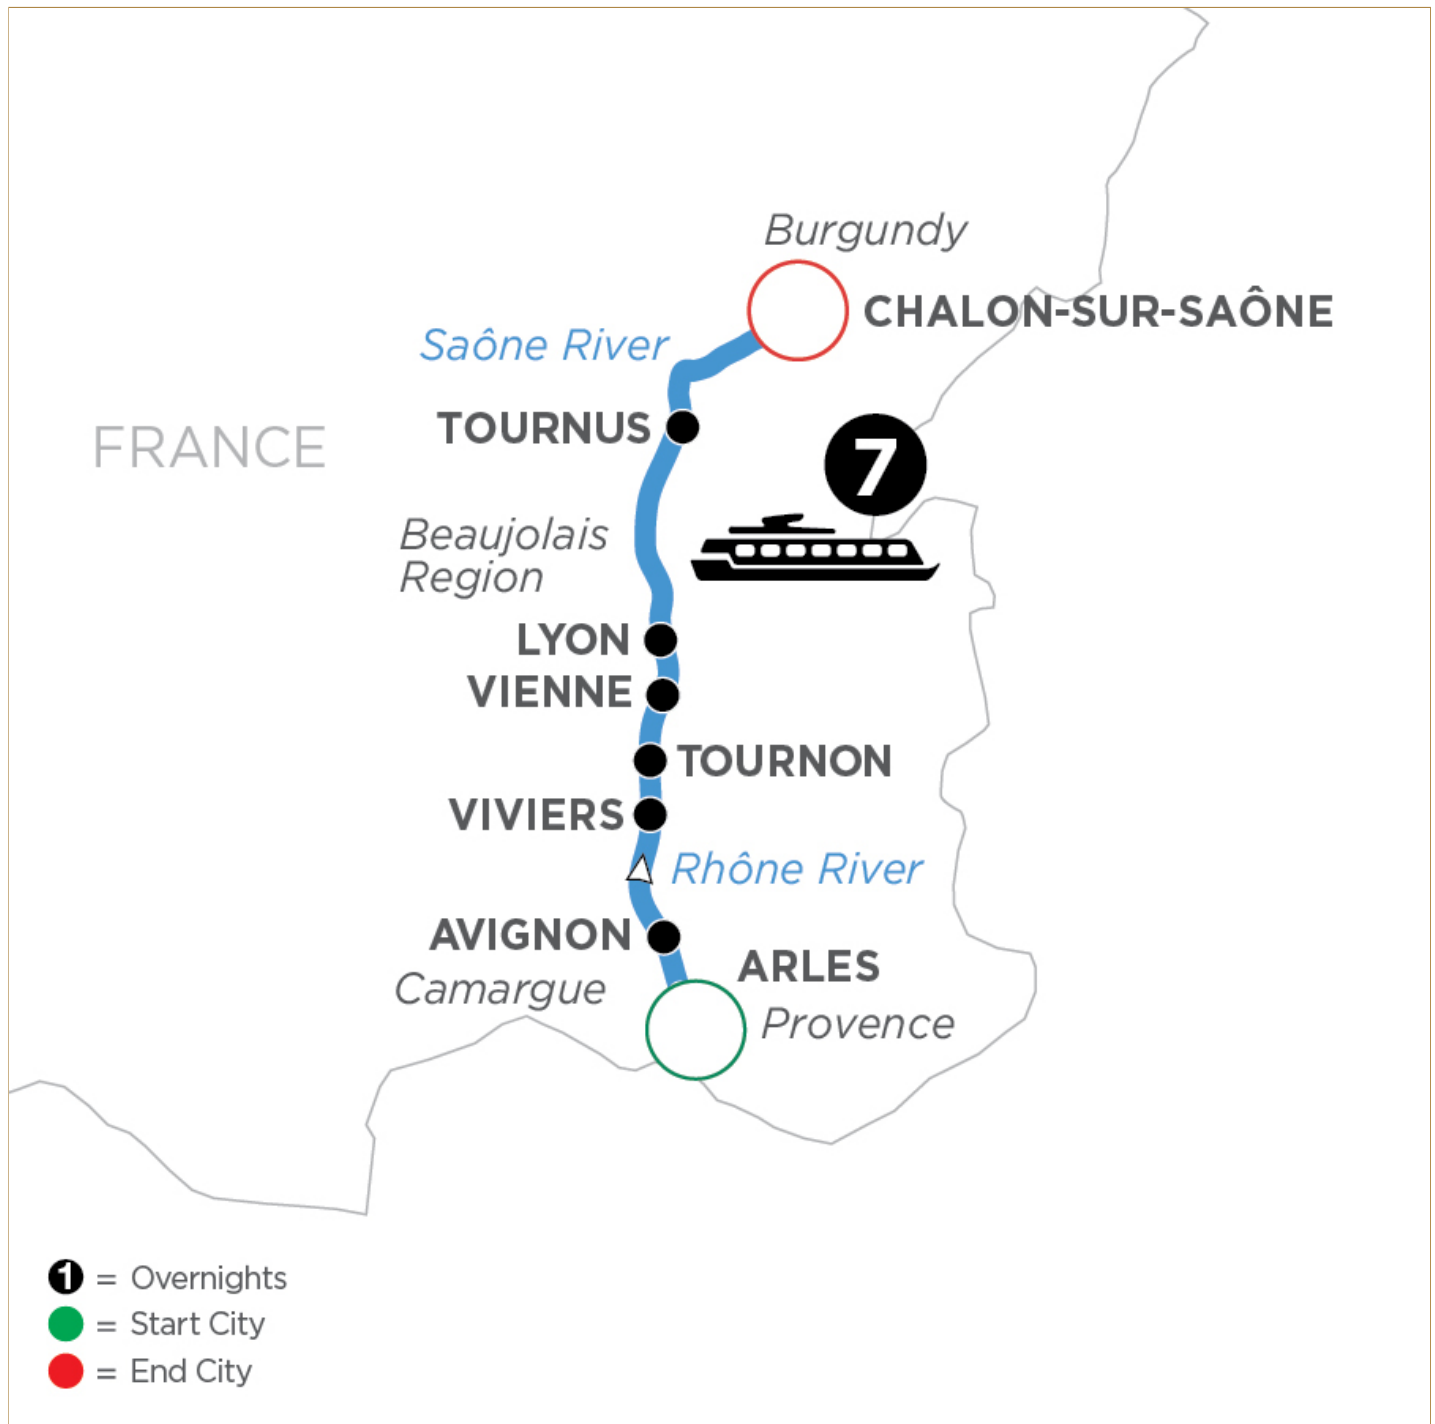 Burgundy
CHALON-SUR-SAÔNE
Saône River
TOURNUS
FRANCE
7
Beaujolais
Region
LYON
VIENNE
TOURNON
VIVIERS
Rhône River
AVIGNON
ARLES
Camargue
Provence
1 = Overnights
= Start City
= End City